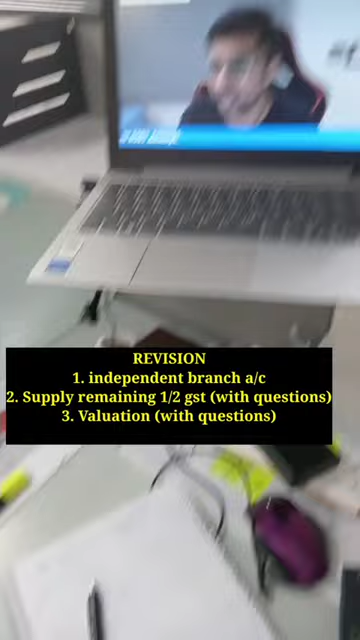 REVISION
1. independent branch a/c
2. Supply remaining 1/2 gst (with questions)
3. Valuation (with questions)